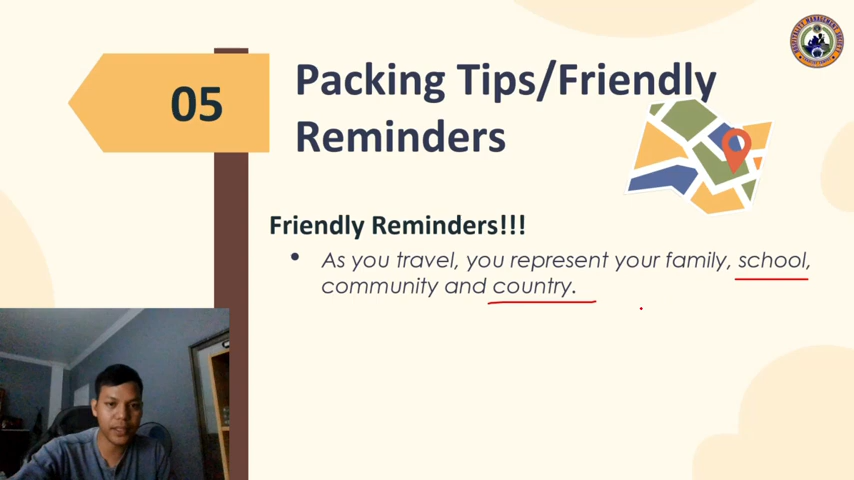 05
Packing Tips/Friendly
Reminders
Friendly Reminders!!!
• As you travel, you represent your family, school,
community and country.